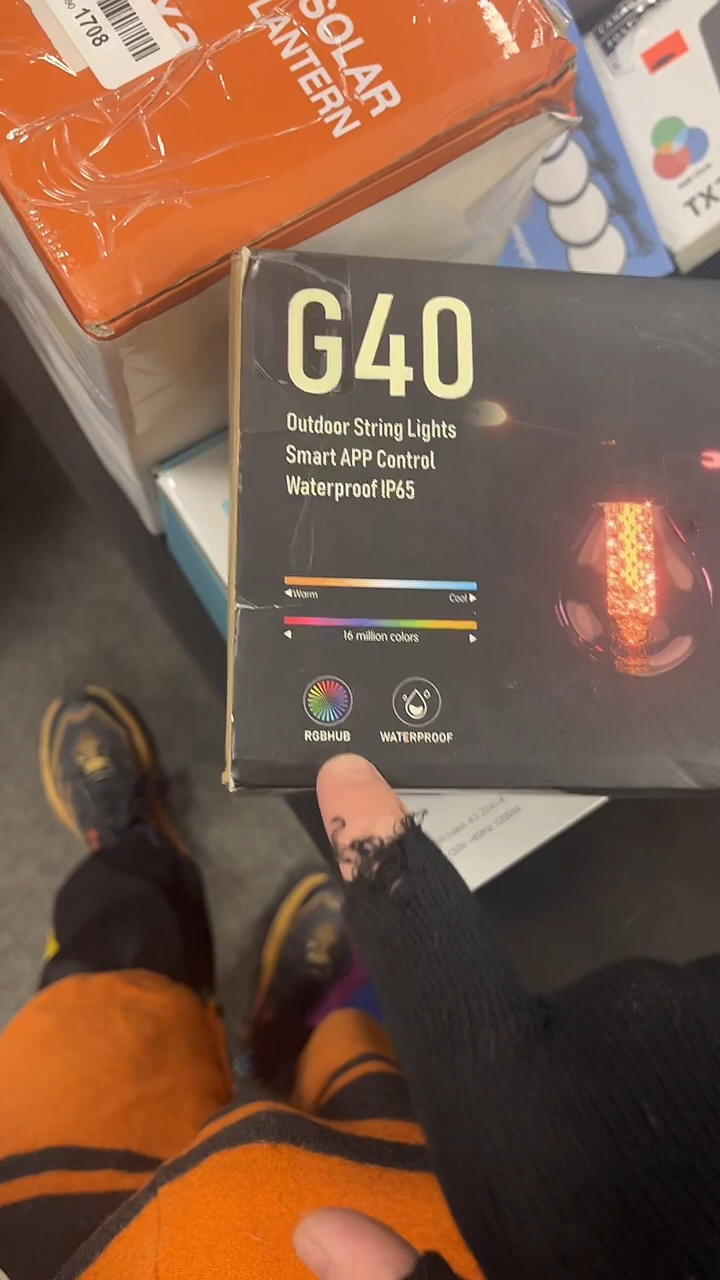 1708
SOLAR
LANTERN
TX
G40
Outdoor String Lights
Smart APP Control
Waterproof IP65
Warm
Cool
16 million colors
RGBHUB
WATERPROOF